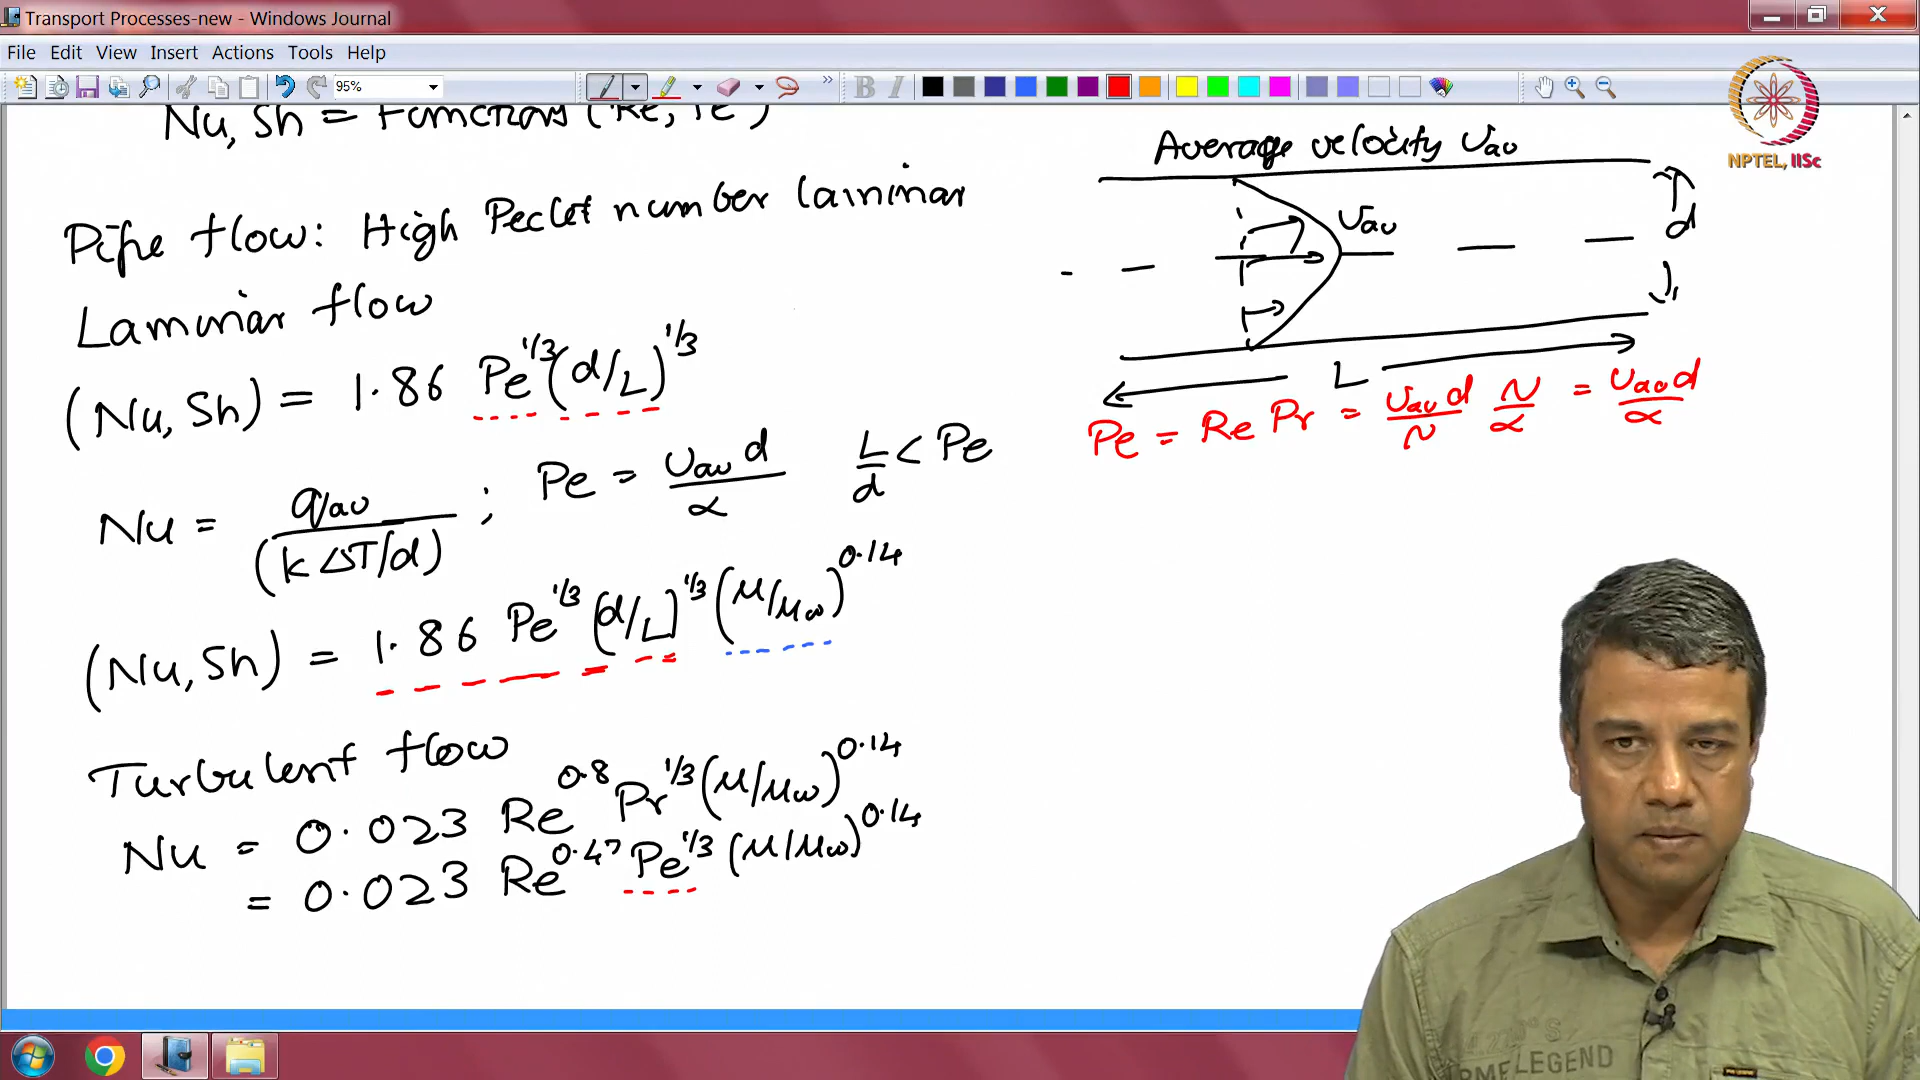 Transport Processes-new - Windows Journal
File Edit View Insert Actions Tools Help
95%
NPTEL, IISc
Nu, Sh = Functions (Re, Pe)
Pipe flow: High Peclet number laminar
Laminar flow
(Nu, Sh) = 1.86 Pe^1/3 (d/L)^1/3
Nu = qav / (k ΔT/d) ; Pe = Uav d / α L/d < Pe
(Nu, Sh) = 1.86 Pe^1/3 (d/L)^1/3 (μ/μw)^0.14
Turbulent flow
Nu = 0.023 Re^0.8 Pr^1/3 (μ/μw)^0.14
= 0.023 Re^0.47 Pe^1/3 (μ/μw)^0.14
Average velocity Uav
Uav
d
L
Pe = Re Pr = Uav d / ν ν/α = Uav d / α
MELEGEND